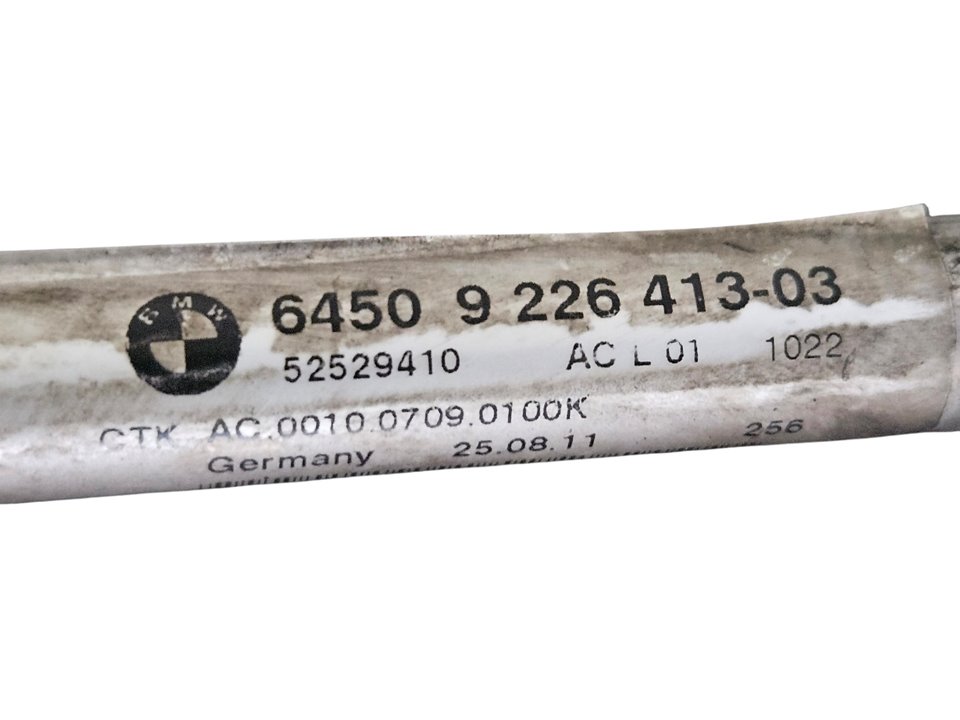 BMW 6450 9 226 413-03
52529410 AC L 01 1022
CTK AC.0010.0709.0100K
Germany 25.08.11 256